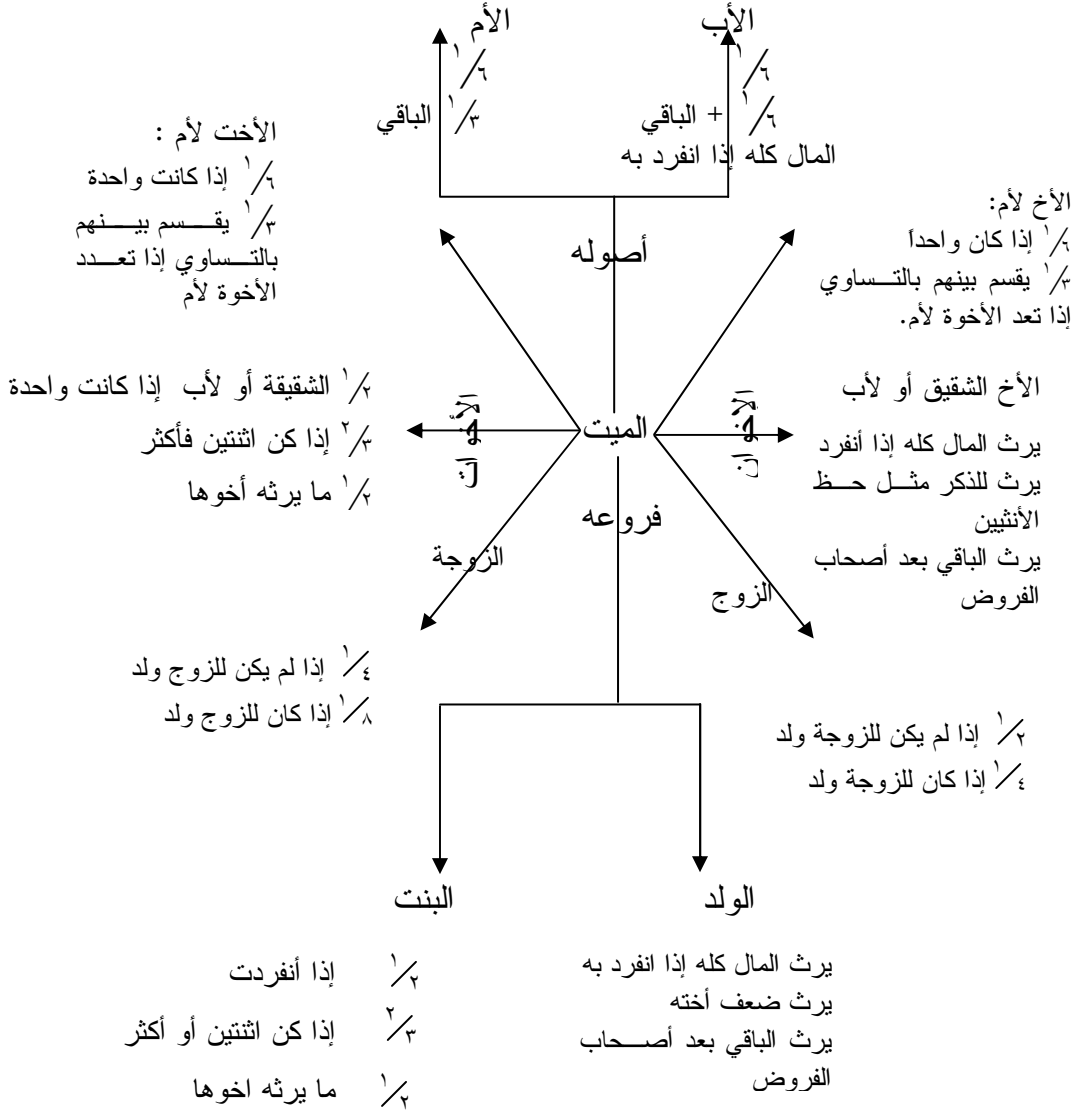 الأب
١/٦
١/٦ + الباقي
المال كله إذا انفرد به
الأم
١/٦
١/٣ الباقي
الأخت لأم :
١/٦ إذا كانت واحدة
١/٣ يقسم بينهم
بالتساوي إذا تعدد
الأخوة لأم
الأخ لأم:
١/٦ إذا كان واحداً
١/٣ يقسم بينهم بالتساوي
إذا تعد الأخوة لأم.
أصوله
الأخ الشقيق أو لأب
يرث المال كله إذا أنفرد
يرث للذكر مثل حظ
الأنثيين
يرث الباقي بعد أصحاب
الفروض
الأخوان
الميت
الأخوات
١/٢ الشقيقة أو لأب إذا كانت واحدة
٢/٣ إذا كن اثنتين فأكثر
١/٢ ما يرثه أخوها
فروعه
الزوج
١/٢ إذا لم يكن للزوجة ولد
١/٤ إذا كان للزوجة ولد
الزوجة
١/٤ إذا لم يكن للزوج ولد
١/٨ إذا كان للزوج ولد
الولد
يرث المال كله إذا انفرد به
يرث ضعف أخته
يرث الباقي بعد أصحاب
الفروض
البنت
١/٢ إذا أنفردت
٢/٣ إذا كن اثنتين أو أكثر
١/٢ ما يرثه اخوها